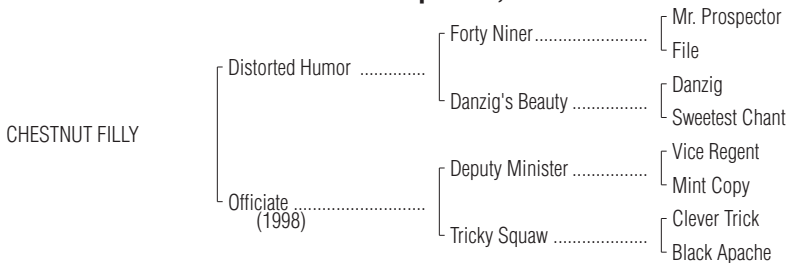 Mr. Prospector
Forty Niner
File
Distorted Humor
Danzig
Danzig's Beauty
Sweetest Chant
CHESTNUT FILLY
Vice Regent
Deputy Minister
Mint Copy
Officiate
(1998)
Clever Trick
Tricky Squaw
Black Apache